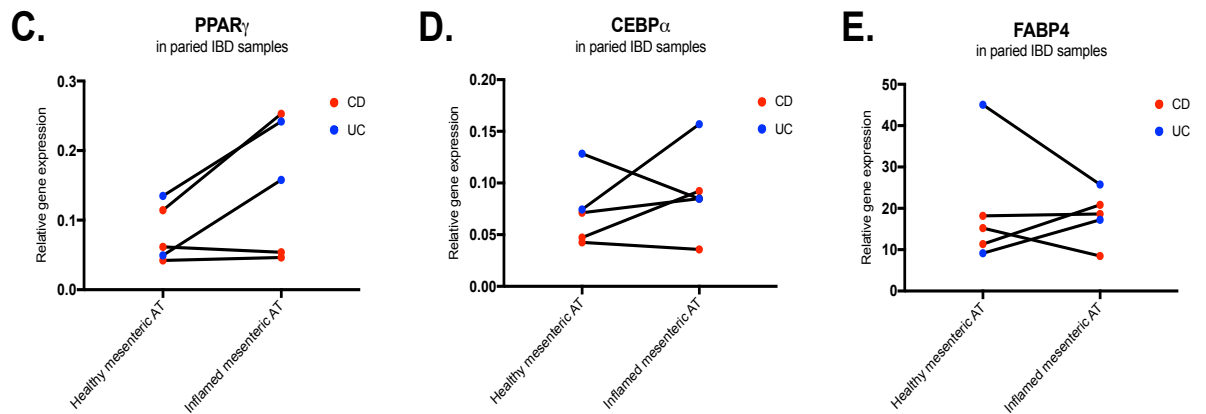 C.
PPARγ
in paried IBD samples
Relative gene expression
0.3
0.2
0.1
0.0
CD
UC
Healthy mesenteric AT
Inflamed mesenteric AT
D.
CEBPα
in paried IBD samples
Relative gene expression
0.20
0.15
0.10
0.05
0.00
CD
UC
Healthy mesenteric AT
Inflamed mesenteric AT
E.
FABP4
in paried IBD samples
Relative gene expression
50
40
30
20
10
0
CD
UC
Healthy mesenteric AT
Inflamed mesenteric AT